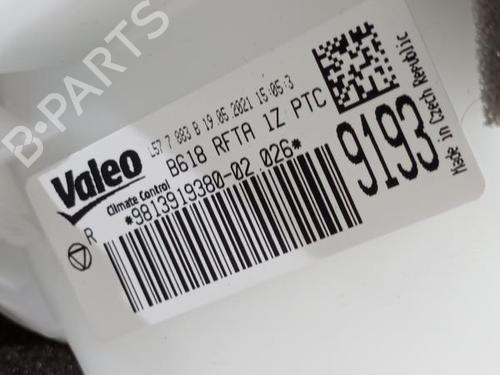 B-PARTS
L57 7 983 B 19.05.2021 15:05:3
Valeo
B618 RFTA 1Z PTC
Climate Control
*9813919380-02 026*
R
9193
Made in Czech Republic